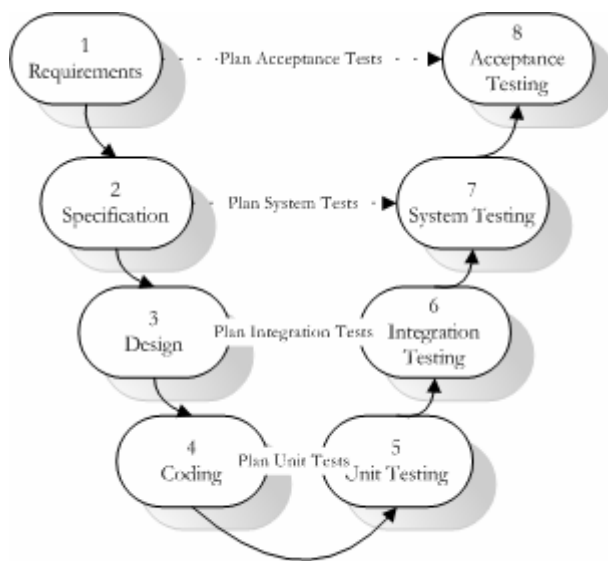 1
Requirements
Plan Acceptance Tests
8
Acceptance
Testing
2
Specification
Plan System Tests
7
System Testing
3
Design
Plan Integration Tests
6
Integration
Testing
4
Coding
Plan Unit Tests
5
Unit Testing